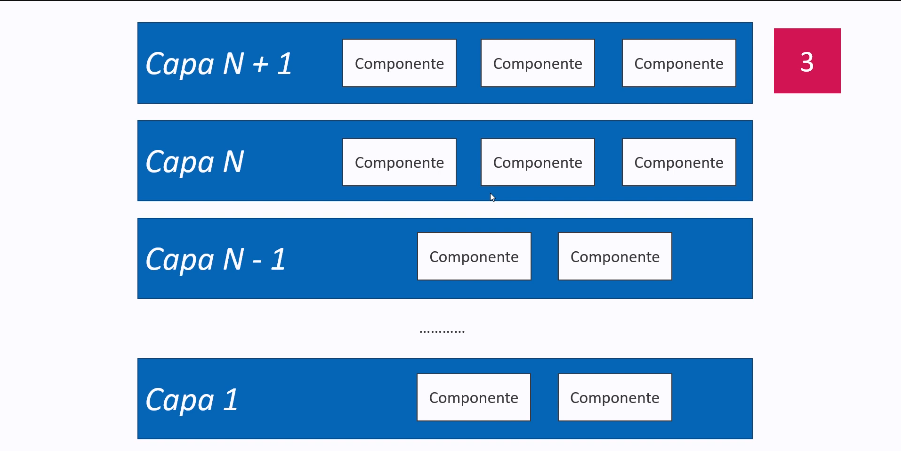 Capa N + 1
Componente
Componente
Componente
3
Capa N
Componente
Componente
Componente
Capa N - 1
Componente
Componente
............
Capa 1
Componente
Componente